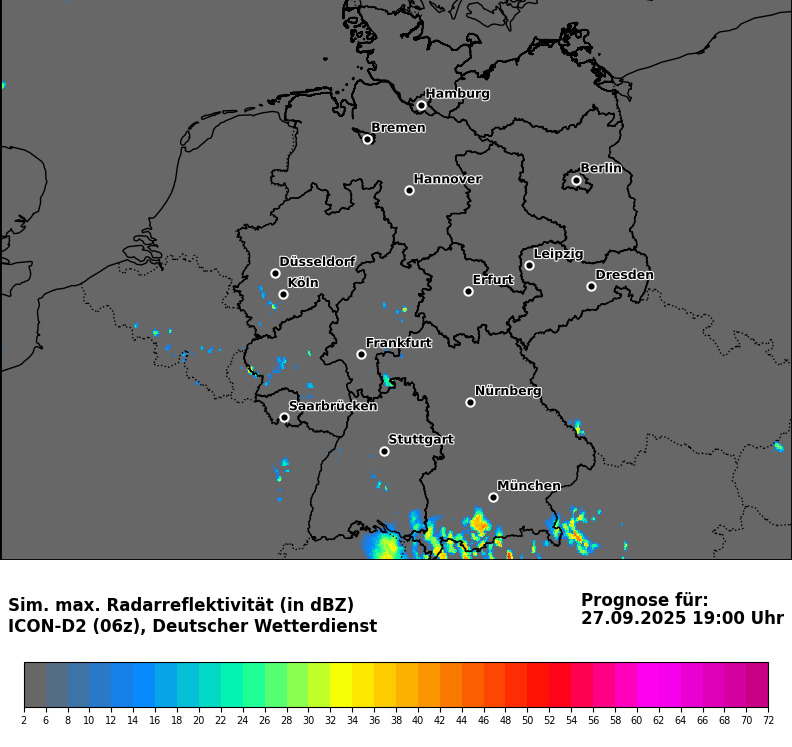 Hamburg
Bremen
Berlin
Hannover
Leipzig
Düsseldorf
Dresden
Erfurt
Köln
Frankfurt
Nürnberg
Saarbrücken
Stuttgart
München
Sim. max. Radarreflektivität (in dBZ)
ICON-D2 (06z), Deutscher Wetterdienst
Prognose für:
27.09.2025 19:00 Uhr
2 6 8 10 12 14 16 18 20 22 24 26 28 30 32 34 36 38 40 42 44 46 48 50 52 54 56 58 60 62 64 66 68 70 72